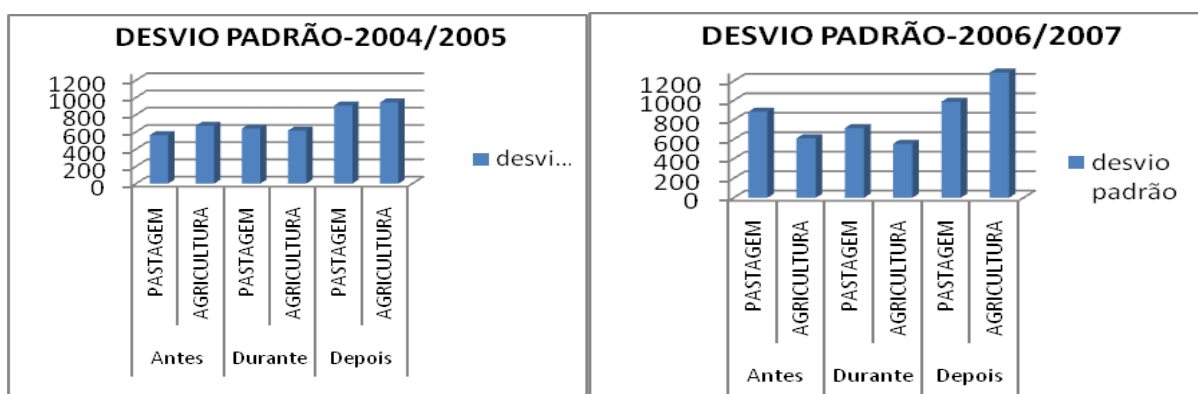 DESVIO PADRÃO-2004/2005
1200
1000
800
600
400
200
0
desvi...
PASTAGEM
AGRICULTURA
PASTAGEM
AGRICULTURA
PASTAGEM
AGRICULTURA
Antes Durante Depois
DESVIO PADRÃO-2006/2007
1200
1000
800
600
400
200
0
desvio
padrão
PASTAGEM
AGRICULTURA
PASTAGEM
AGRICULTURA
PASTAGEM
AGRICULTURA
Antes Durante Depois